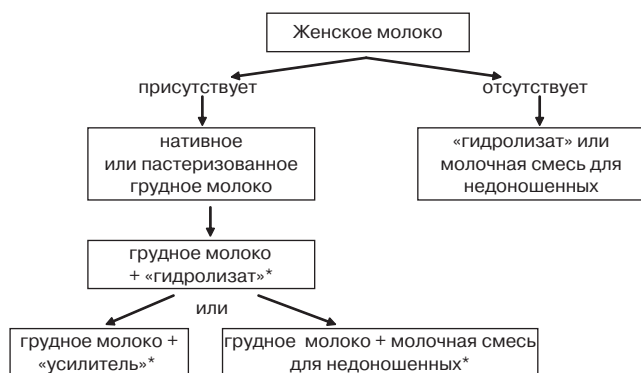 Женское молоко
присутствует
отсутствует
нативное
или пастеризованное
грудное молоко
«гидролизат» или
молочная смесь для
недоношенных
грудное молоко
+ «гидролизат»*
или
грудное молоко +
«усилитель»*
грудное молоко + молочная смесь
для недоношенных*